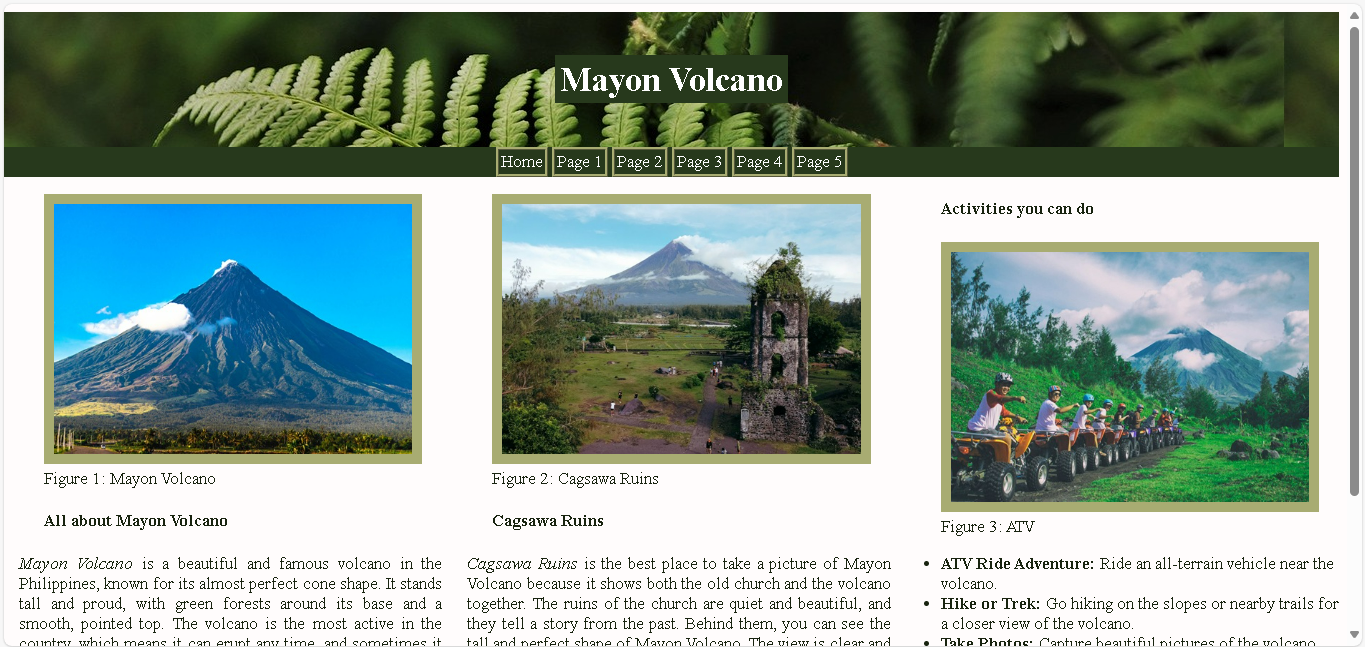 Mayon Volcano
Home Page 1 Page 2 Page 3 Page 4 Page 5
Figure 1: Mayon Volcano
All about Mayon Volcano
Mayon Volcano is a beautiful and famous volcano in the
Philippines, known for its almost perfect cone shape. It stands
tall and proud, with green forests around its base and a
smooth, pointed top. The volcano is the most active in the
country, which means it can erupt any time, and sometimes it
Figure 2: Cagsawa Ruins
Cagsawa Ruins
Cagsawa Ruins is the best place to take a picture of Mayon
Volcano because it shows both the old church and the volcano
together. The ruins of the church are quiet and beautiful, and
they tell a story from the past. Behind them, you can see the
tall and perfect shape of Mayon Volcano. The view is clear and
Activities you can do
Figure 3: ATV
• ATV Ride Adventure: Ride an all-terrain vehicle near the
volcano.
• Hike or Trek: Go hiking on the slopes or nearby trails for
a closer view of the volcano.
• Take Photos: Capture beautiful pictures of the volcano